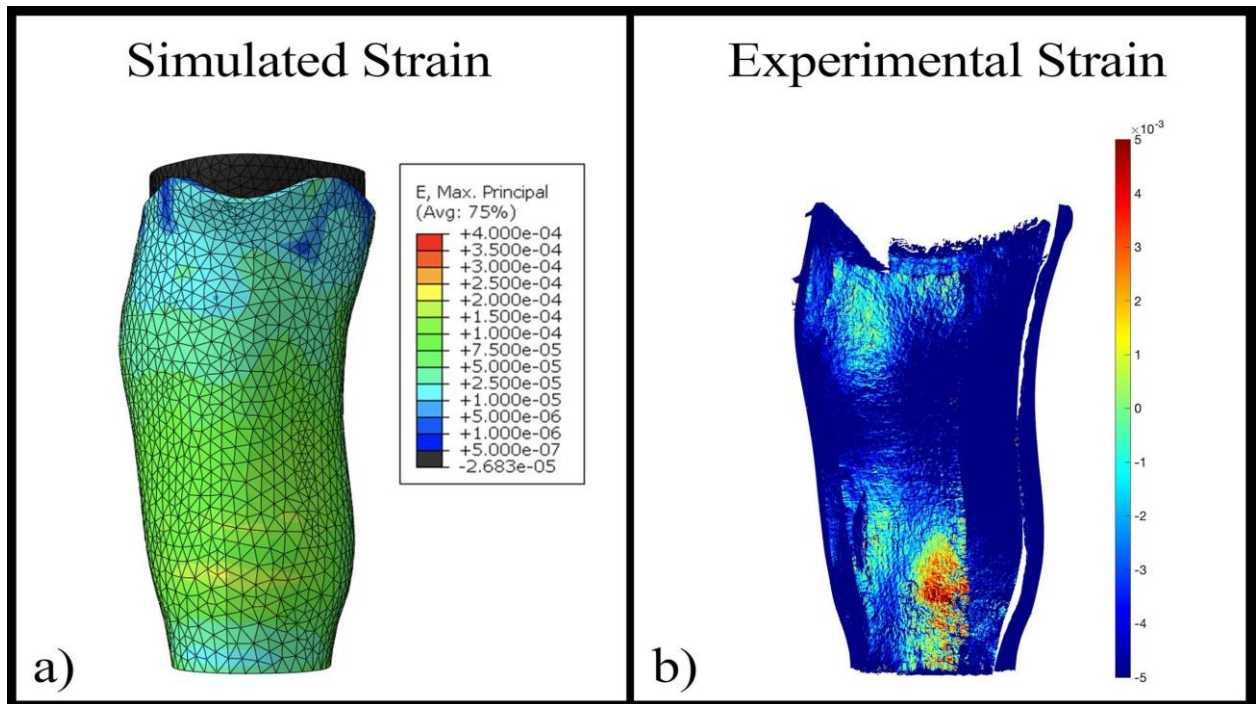 Simulated Strain
E, Max. Principal
(Avg: 75%)
+4.000e-04
+3.500e-04
+3.000e-04
+2.500e-04
+2.000e-04
+1.500e-04
+1.000e-04
+7.500e-05
+5.000e-05
+2.500e-05
+1.000e-05
+5.000e-06
+1.000e-06
+5.000e-07
-2.683e-05
a)
Experimental Strain
×10⁻³
5
4
3
2
1
0
-1
-2
-3
-4
-5
b)